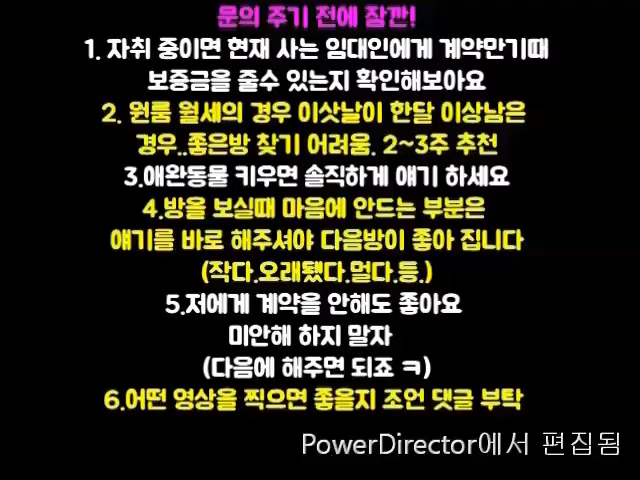 문의 주기 전에 잠깐!
1. 자취 중이면 현재 사는 임대인에게 계약만기때
보증금을 줄수 있는지 확인해보아요
2. 원룸 월세의 경우 이삿날이 한달 이상남은
경우..좋은방 찾기 어려움. 2~3주 추천
3.애완동물 키우면 솔직하게 얘기 하세요
4.방을 보실때 마음에 안드는 부분은
얘기를 바로 해주셔야 다음방이 좋아 집니다
(작다.오래됐다.멀다.등.)
5.저에게 계약을 안해도 좋아요
미안해 하지 말자
(다음에 해주면 되죠 ㅋ)
6.어떤 영상을 찍으면 좋을지 조언 댓글 부탁
PowerDirector에서 편집됨